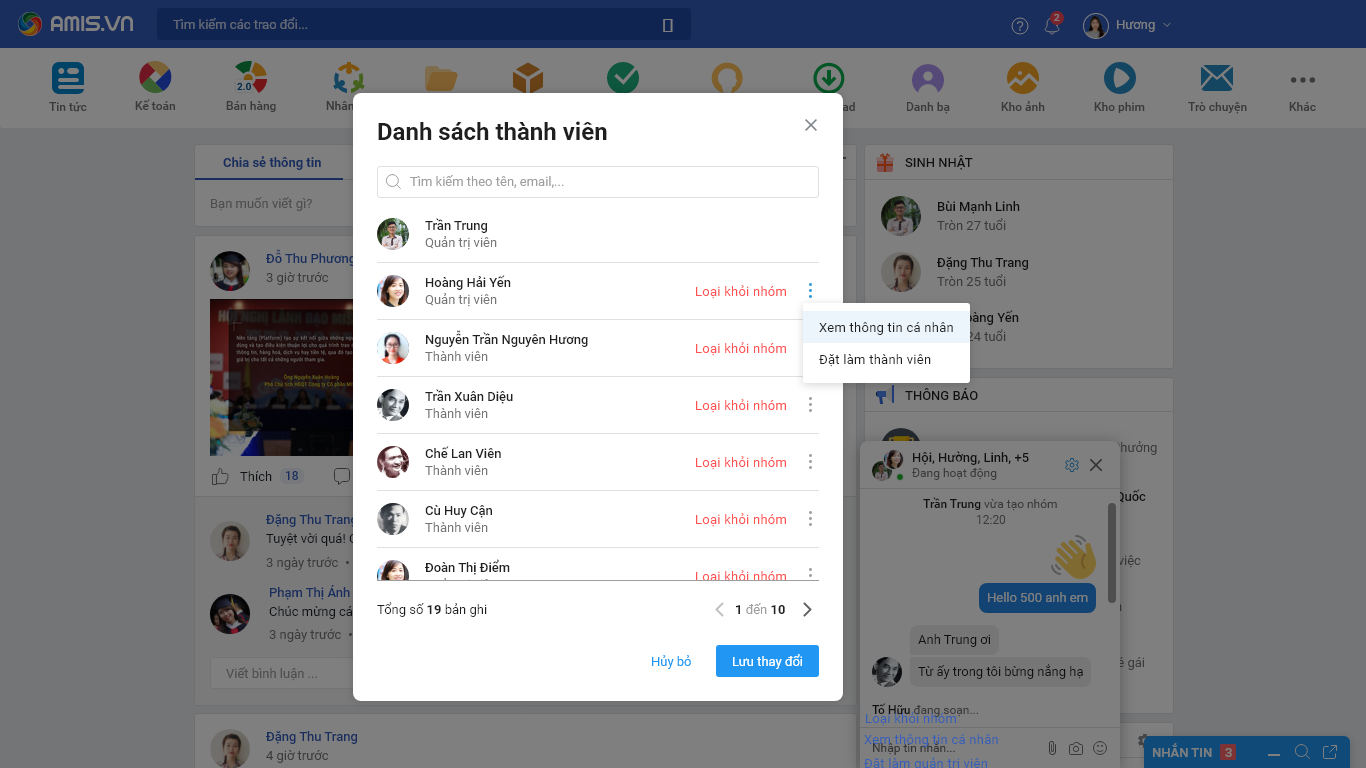 AMIS.VN
Tìm kiếm các trao đổi...
2
Hương
Tin tức
Kế toán
2.0
Bán hàng
Nhân
ad
Danh bạ
Kho ảnh
Kho phim
Trò chuyện
Khác
Chia sẻ thông tin
Bạn muốn viết gì?
Đỗ Thu Phương
3 giờ trước
Thích 18
Đặng Thu Trang
Tuyệt vời quá!
3 ngày trước •
Phạm Thị Ánh
Chúc mừng cá
3 ngày trước •
Viết bình luận ...
Đặng Thu Trang
4 giờ trước
Danh sách thành viên
Tìm kiếm theo tên, email,...
Trần Trung
Quản trị viên
Hoàng Hải Yến
Quản trị viên
Loại khỏi nhóm
Nguyễn Trần Nguyên Hương
Thành viên
Loại khỏi nhóm
Trần Xuân Diệu
Thành viên
Loại khỏi nhóm
Chế Lan Viên
Thành viên
Loại khỏi nhóm
Cù Huy Cận
Thành viên
Loại khỏi nhóm
Đoàn Thị Điểm
Loại khỏi nhóm
Tổng số 19 bản ghi
1 đến 10
Hủy bỏ
Lưu thay đổi
Xem thông tin cá nhân
Đặt làm thành viên
SINH NHẬT
Bùi Mạnh Linh
Tròn 27 tuổi
Đặng Thu Trang
Tròn 25 tuổi
oàng Yến
24 tuổi
THÔNG BÁO
hưởng
Quốc
việc
é gái
Hội, Hường, Linh, +5
Đang hoạt động
Trần Trung vừa tạo nhóm
12:20
Hello 500 anh em
Anh Trung ơi
Từ ấy trong tôi bừng nắng hạ
Tố Hữu đang soạn...
Loại khỏi nhóm
Xem thông tin cá nhân
Nhập tin nhắn...
Đặt làm quản trị viên
NHẮN TIN 3